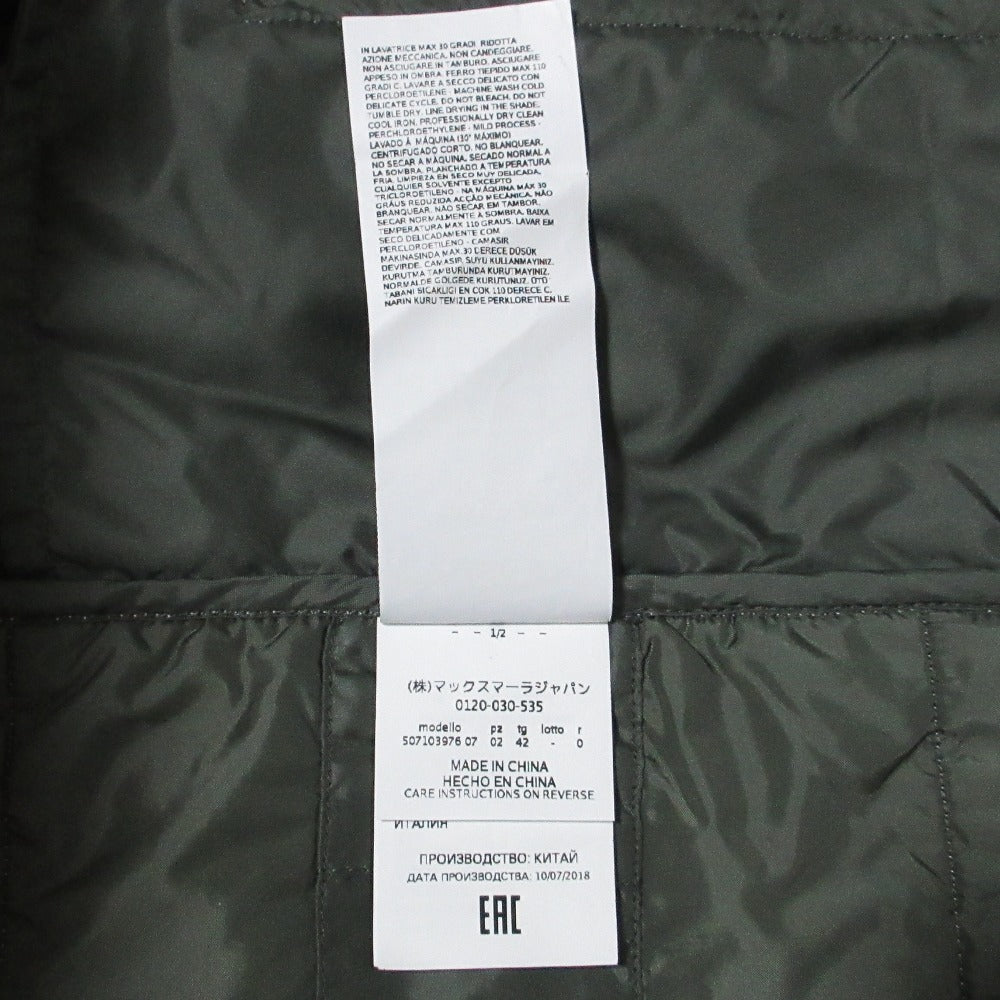 IN LAVATRICE MAX 30 GRADI. RIDOTTA
AZIONE MECCANICA. NON CANDEGGIARE.
NON ASCIUGARE IN TAMBURO. ASCIUGARE
APPESO IN OMBRA. FERRO TIEPIDO MAX 110
GRADI C. LAVARE A SECCO DELICATO CON
PERCLOROETILENE - MACHINE WASH COLD
DELICATE CYCLE. DO NOT BLEACH. DO NOT
TUMBLE DRY. LINE DRYING IN THE SHADE.
COOL IRON. PROFESSIONALLY DRY CLEAN
PERCHLOROETHYLENE - MILD PROCESS -
LAVADO À MÁQUINA (30° MÁXIMO)
CENTRIFUGADO CORTO. NO BLANQUEAR.
NO SECAR A MÁQUINA. SECADO NORMAL A
LA SOMBRA. PLANCHADO A TEMPERATURA
FRIA. LIMPIEZA EN SECO MUY DELICADA.
CUALQUIER SOLVENTE EXCEPTO
TRICLOROETILENO - NA MÁQUINA MÁX 30
GRÁUS REDUZIDA ACÇÃO MECÂNICA. NÃO
BRANQUEAR. NÃO SECAR EM TAMBOR.
SECAR NORMALMENTE À SOMBRA. BAIXA
TEMPERATURA MAX 110 GRAUS. LAVAR EM
SECO DELICADAMENTE COM
PERCLOROETILENO - CAMASIR
MAKINASINDA MAX.30 DERECE DÜSÜK
DEVIRDE. CAMASIR SUYU KULLANMAYINIZ.
KURUTMA TAMBURUNDA KURUTMAYINIZ.
NORMALDE GÖLGEDE KURUTUNUZ. ÜTÜ
TABANI SICAKLIGI EN COK 110 DERECE C.
NARIN KURU TEMIZLEME PERKLORETILEN ILE
- - 1/2 - -
(株)マックスマーラジャパン
0120-030-535
modello pz tg lotto r
507103976 07 02 42 - 0
MADE IN CHINA
HECHO EN CHINA
CARE INSTRUCTIONS ON REVERSE
ИТАЛИЯ
ПРОИЗВОДСТВО: КИТАЙ
ДАТА ПРОИЗВОДСТВА: 10/07/2018
EAC